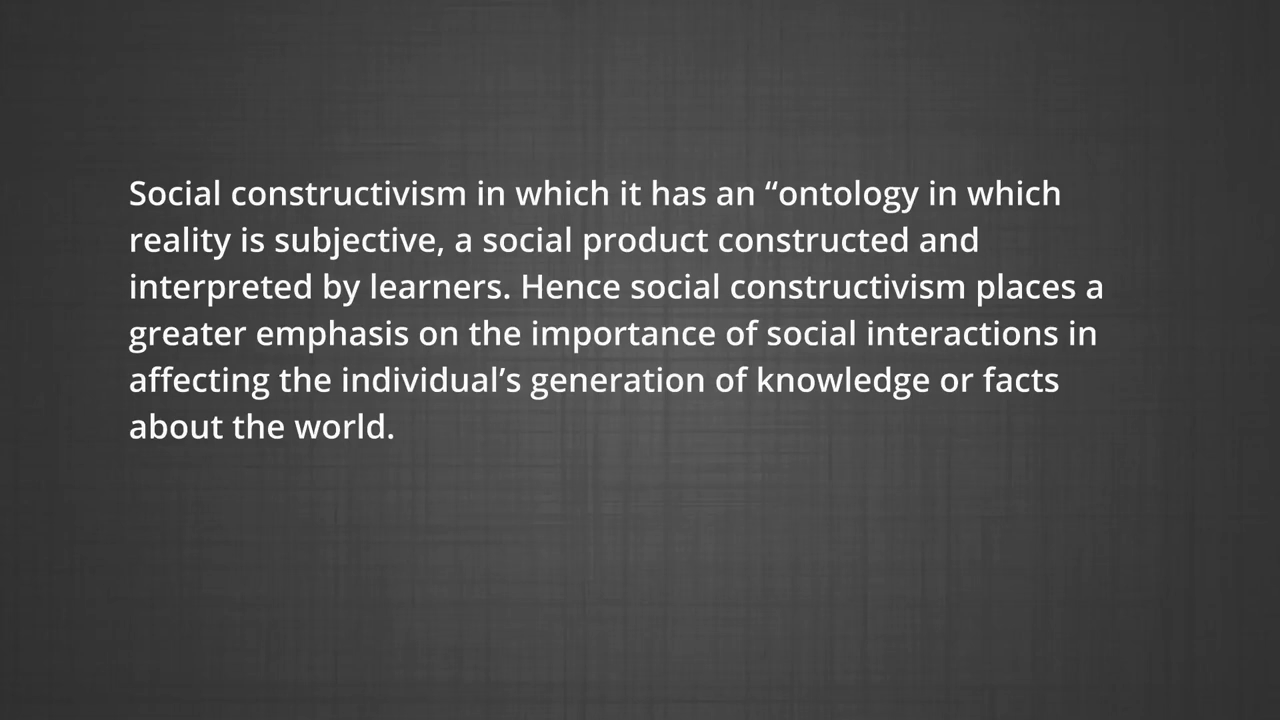 Social constructivism in which it has an “ontology in which
reality is subjective, a social product constructed and
interpreted by learners. Hence social constructivism places a
greater emphasis on the importance of social interactions in
affecting the individual’s generation of knowledge or facts
about the world.